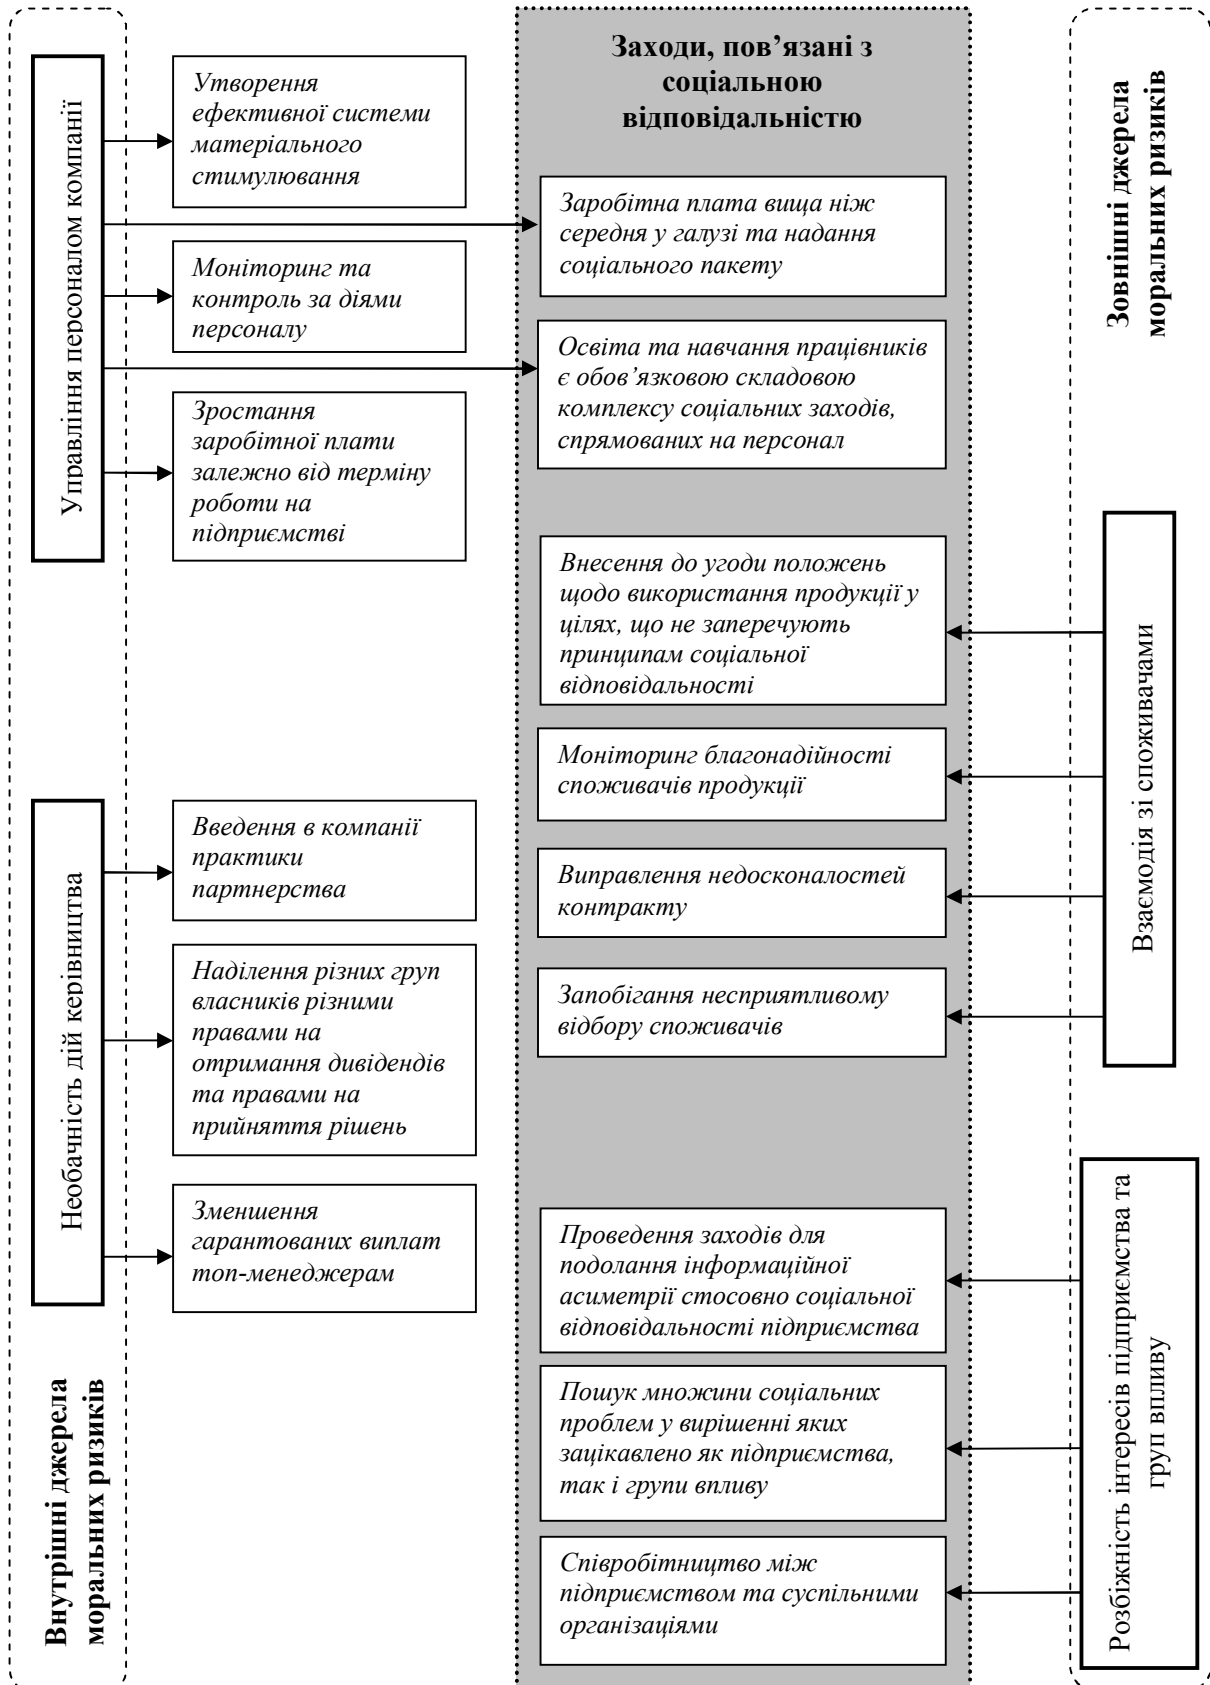 Управління персоналом компанії
Утворення
ефективної системи
матеріального
стимулювання
Моніторинг та
контроль за діями
персоналу
Зростання
заробітної плати
залежно від терміну
роботи на
підприємстві
Необачність дій керівництва
Введення в компанії
практики
партнерства
Наділення різних груп
власників різними
правами на
отримання дивідендів
та правами на
прийняття рішень
Зменшення
гарантованих виплат
топ-менеджерам
Внутрішні джерела
моральних ризиків
Заходи, пов’язані з
соціальною
відповідальністю
Заробітна плата вища ніж
середня у галузі та надання
соціального пакету
Освіта та навчання працівників
є обов’язковою складовою
комплексу соціальних заходів,
спрямованих на персонал
Внесення до угоди положень
щодо використання продукції у
цілях, що не заперечують
принципам соціальної
відповідальності
Моніторинг благонадійності
споживачів продукції
Виправлення недосконалостей
контракту
Запобігання несприятливому
відбору споживачів
Проведення заходів для
подолання інформаційної
асиметрії стосовно соціальної
відповідальності підприємства
Пошук множини соціальних
проблем у вирішенні яких
зацікавлено як підприємства,
так і групи впливу
Співробітництво між
підприємством та суспільними
організаціями
Зовнішні джерела
моральних ризиків
Взаємодія зі споживачами
Розбіжність інтересів підприємства та
груп впливу